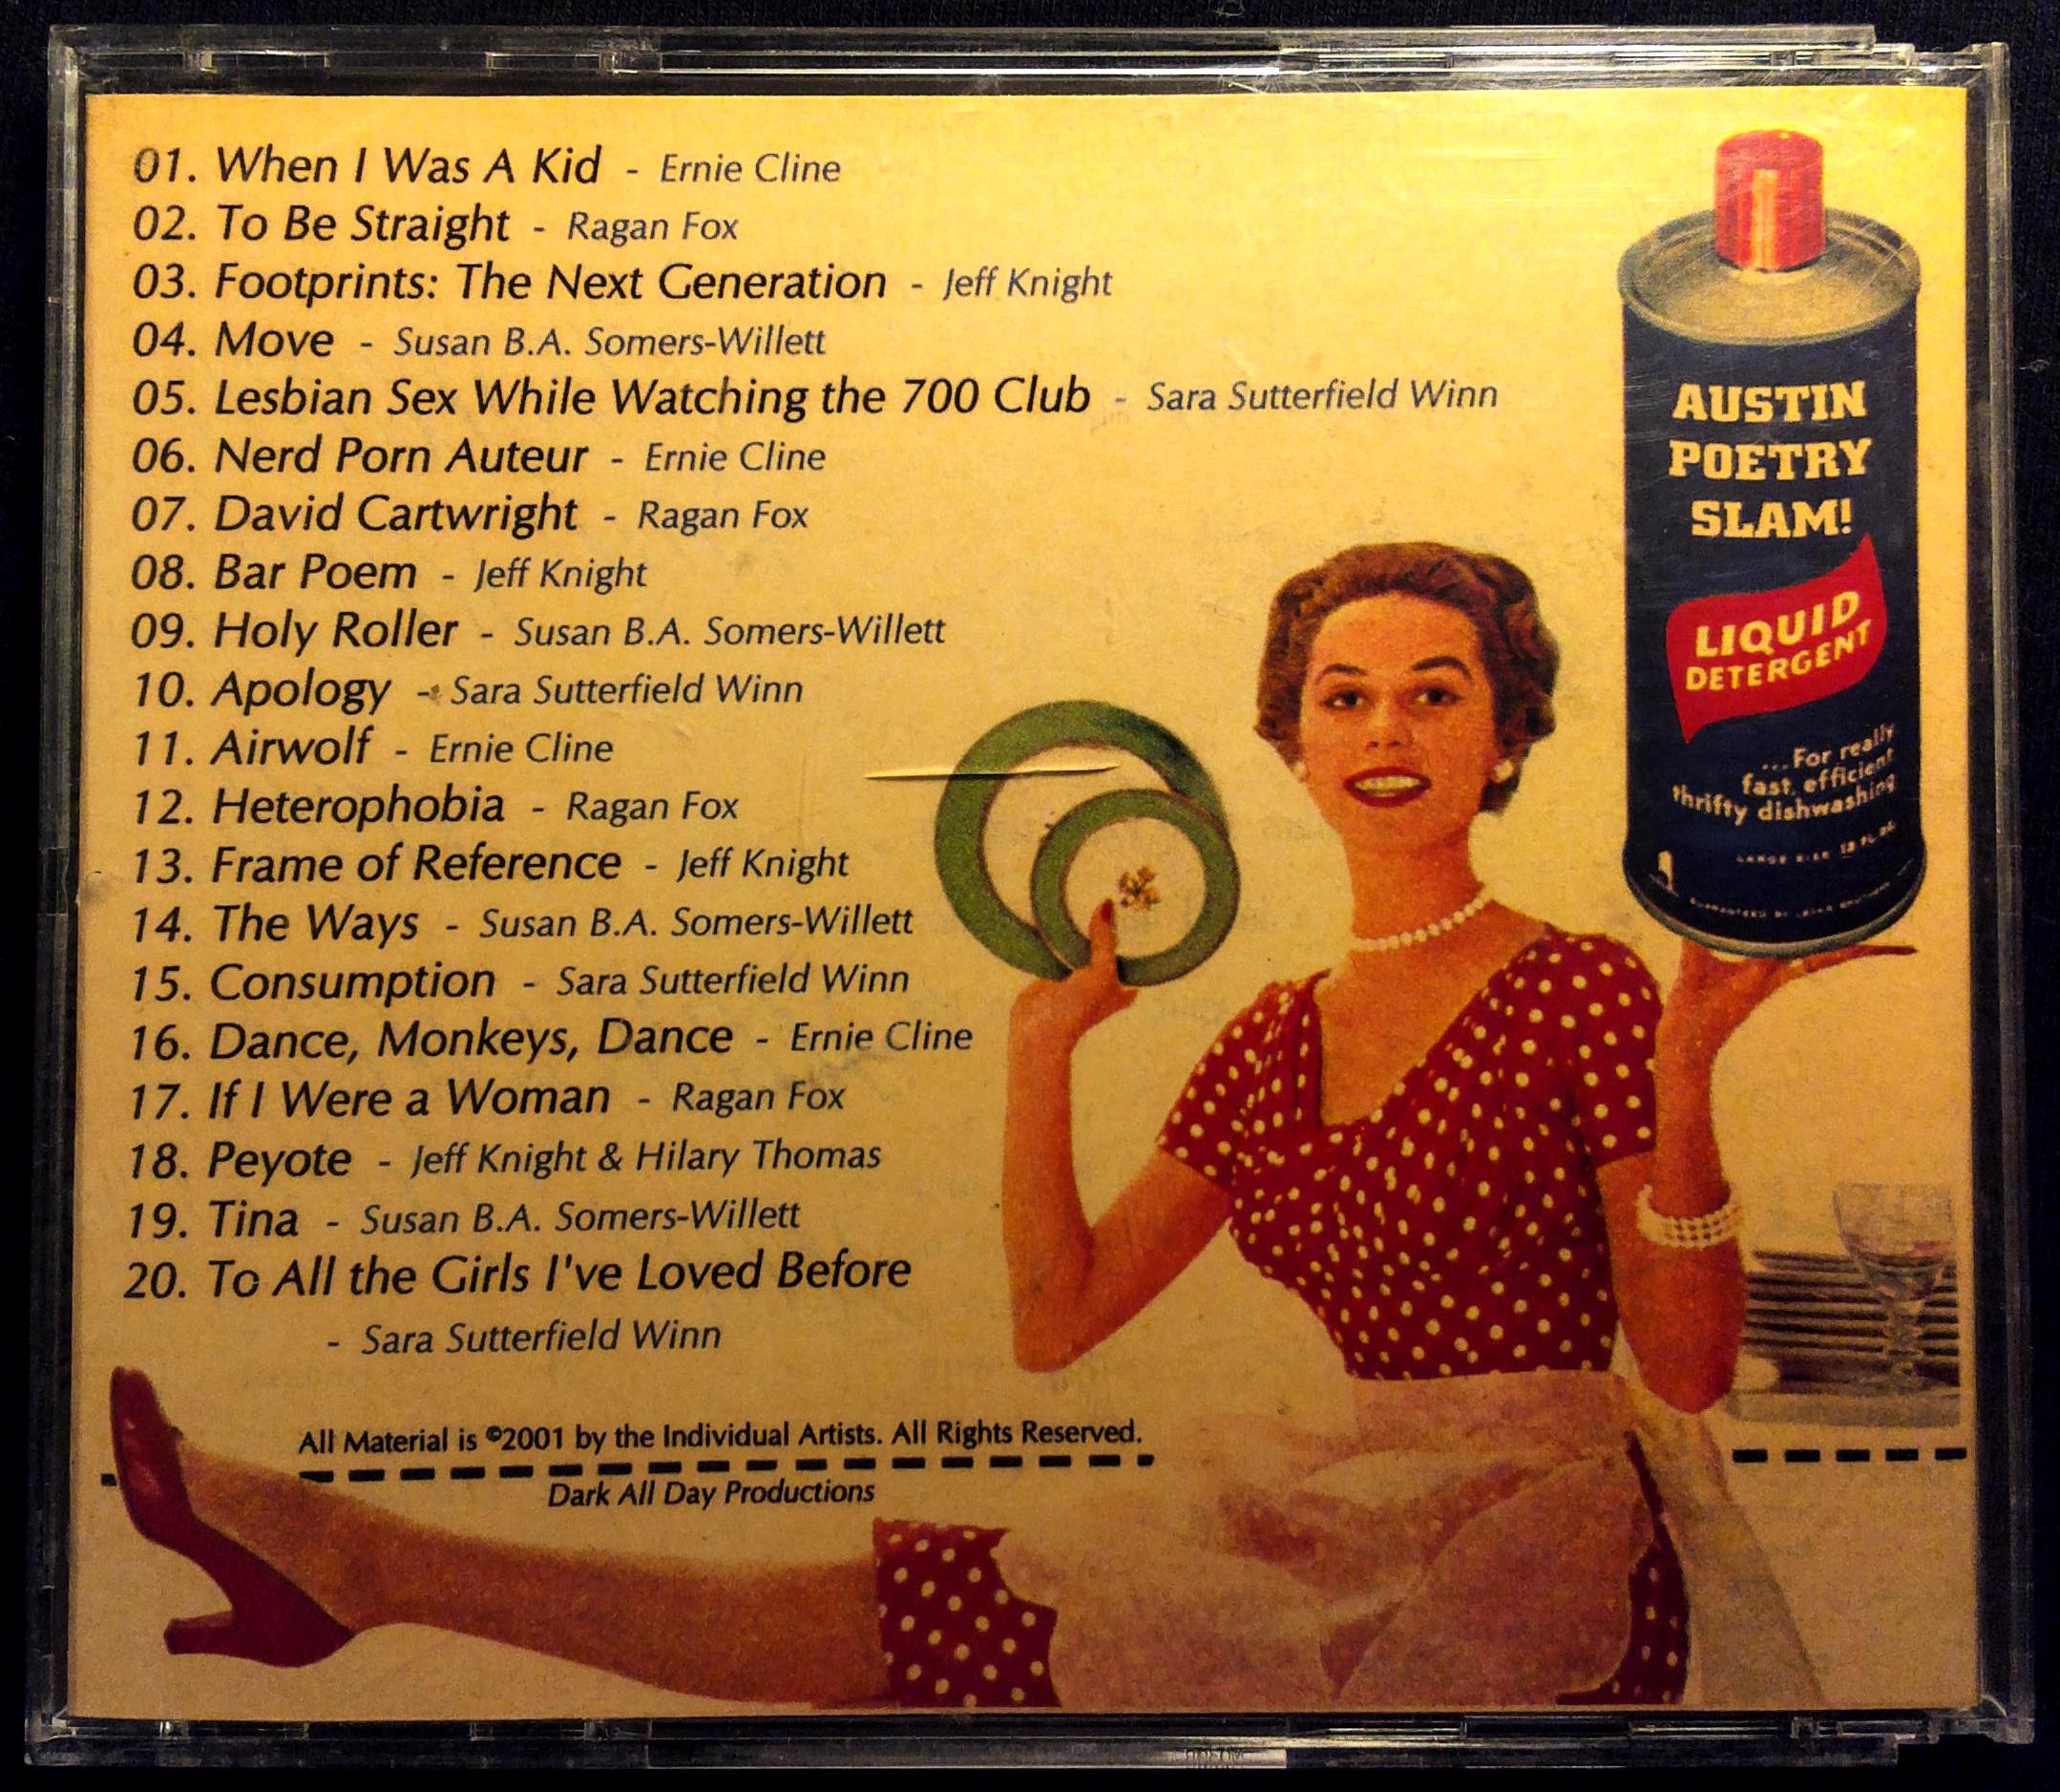 01. When I Was A Kid - Ernie Cline
02. To Be Straight - Ragan Fox
03. Footprints: The Next Generation - Jeff Knight
04. Move - Susan B.A. Somers-Willett
05. Lesbian Sex While Watching the 700 Club - Sara Sutterfield Winn
06. Nerd Porn Auteur - Ernie Cline
07. David Cartwright - Ragan Fox
08. Bar Poem - Jeff Knight
09. Holy Roller - Susan B.A. Somers-Willett
10. Apology - Sara Sutterfield Winn
11. Airwolf - Ernie Cline
12. Heterophobia - Ragan Fox
13. Frame of Reference - Jeff Knight
14. The Ways - Susan B.A. Somers-Willett
15. Consumption - Sara Sutterfield Winn
16. Dance, Monkeys, Dance - Ernie Cline
17. If I Were a Woman - Ragan Fox
18. Peyote - Jeff Knight & Hilary Thomas
19. Tina - Susan B.A. Somers-Willett
20. To All the Girls I've Loved Before
- Sara Sutterfield Winn
All Material is ©2001 by the Individual Artists. All Rights Reserved.
Dark All Day Productions
AUSTIN
POETRY
SLAM!
LIQUID
DETERGENT
...For really
fast, efficient
thrifty dishwashing
LARGE SIZE
GUARANTEED BY